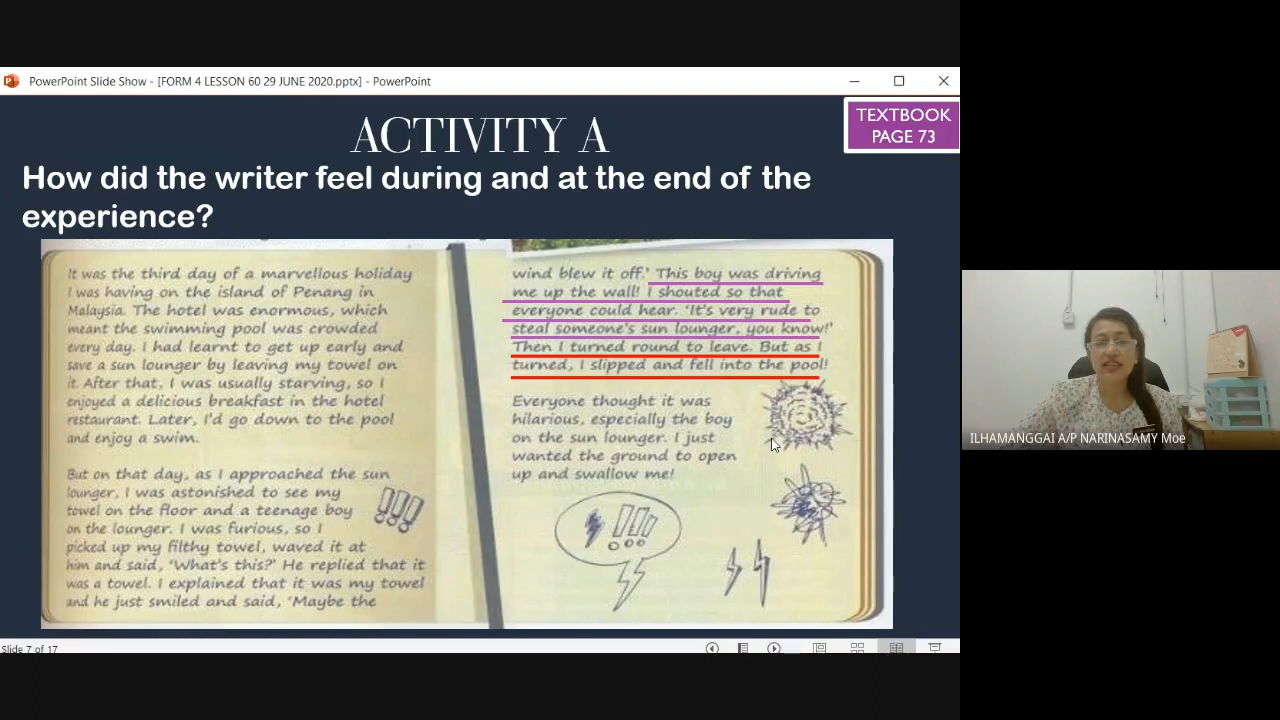 PowerPoint Slide Show - [FORM 4 LESSON 60 29 JUNE 2020.pptx] - PowerPoint
ACTIVITY A
TEXTBOOK
PAGE 73
How did the writer feel during and at the end of the
experience?
It was the third day of a marvellous holiday
I was having on the island of Penang in
Malaysia. The hotel was enormous, which
meant the swimming pool was crowded
every day. I had learnt to get up early and
save a sun lounger by leaving my towel on
it. After that, I was usually starving, so I
enjoyed a delicious breakfast in the hotel
restaurant. Later, I'd go down to the pool
and enjoy a swim.
But on that day, as I approached the sun
lounger, I was astonished to see my
towel on the floor and a teenage boy
on the lounger. I was furious, so I
picked up my filthy towel, waved it at
him and said, 'What's this?' He replied that it
was a towel. I explained that it was my towel
and he just smiled and said, 'Maybe the
wind blew it off.' This boy was driving
me up the wall! I shouted so that
everyone could hear. 'It's very rude to
steal someone's sun lounger, you know!'
Then I turned round to leave. But as I
turned, I slipped and fell into the pool!
Everyone thought it was
hilarious, especially the boy
on the sun lounger. I just
wanted the ground to open
up and swallow me!
!!!
!!!
Slide 7 of 17
ILHAMANGGAI A/P NARINASAMY Moe